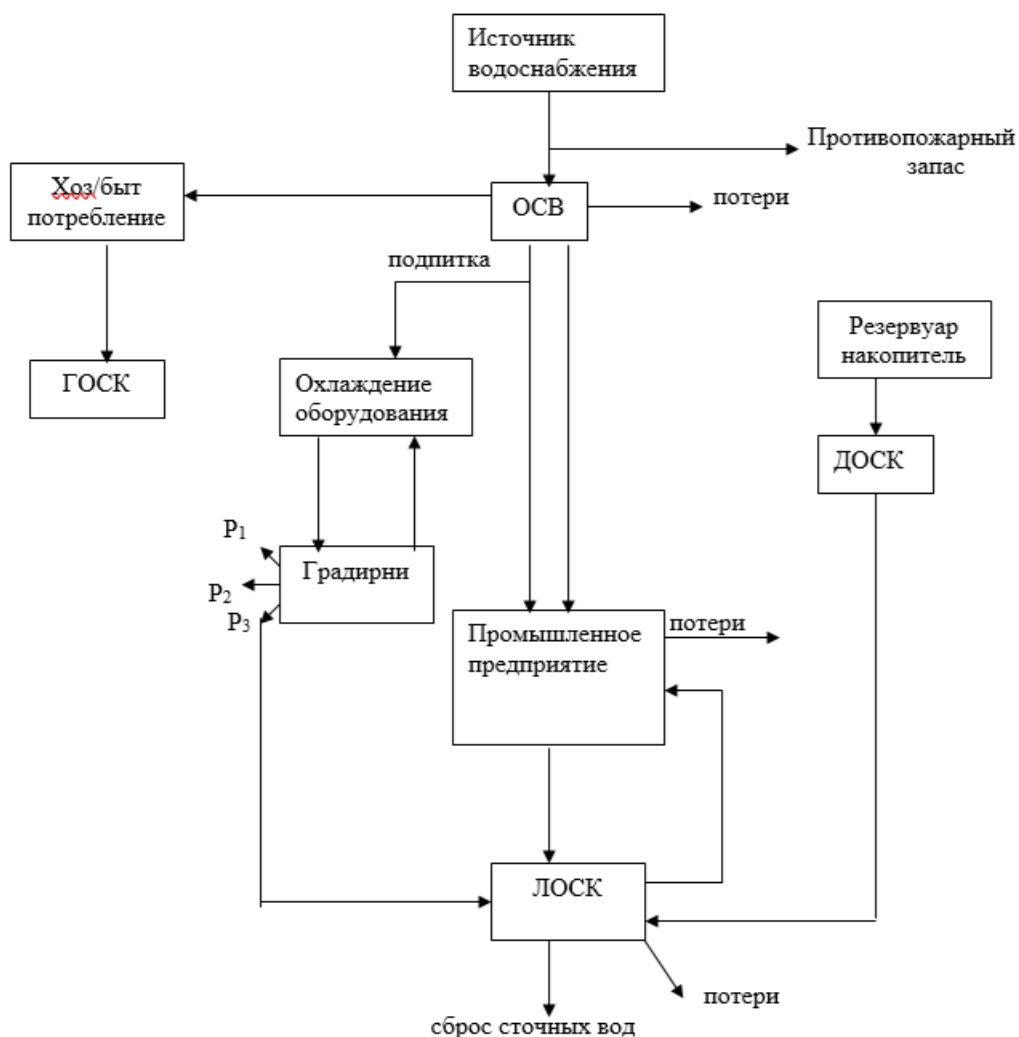 Источник
водоснабжения
Противопожарный
запас
Хоз/быт
потребление
ОСВ
потери
подпитка
Резервуар
накопитель
ГОСК
Охлаждение
оборудования
ДОСК
P₁
Градирни
P₂
P₃
Промышленное
предприятие
потери
ЛОСК
потери
сброс сточных вод